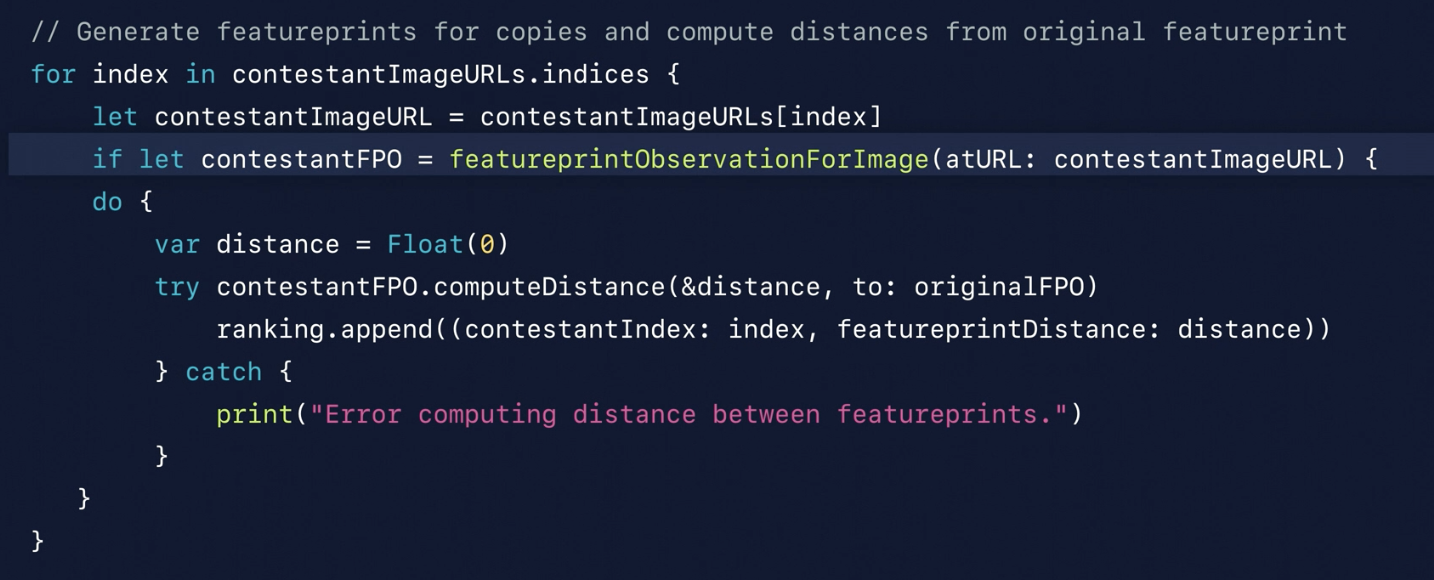 // Generate featureprints for copies and compute distances from original featureprint
for index in contestantImageURLs.indices {
    let contestantImageURL = contestantImageURLs[index]
    if let contestantFPO = featureprintObservationForImage(atURL: contestantImageURL) {
    do {
        var distance = Float(0)
        try contestantFPO.computeDistance(&distance, to: originalFPO)
            ranking.append((contestantIndex: index, featureprintDistance: distance))
        } catch {
            print("Error computing distance between featureprints.")
        }
   }
}